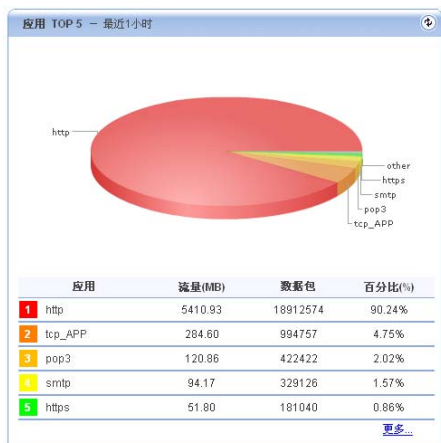 应用 TOP 5 － 最近1小时
http
other
https
smtp
pop3
tcp_APP
应用 流量(MB) 数据包 百分比(%)
1 http 5410.93 18912574 90.24%
2 tcp_APP 284.60 994757 4.75%
3 pop3 120.86 422422 2.02%
4 smtp 94.17 329126 1.57%
5 https 51.80 181040 0.86%
更多...